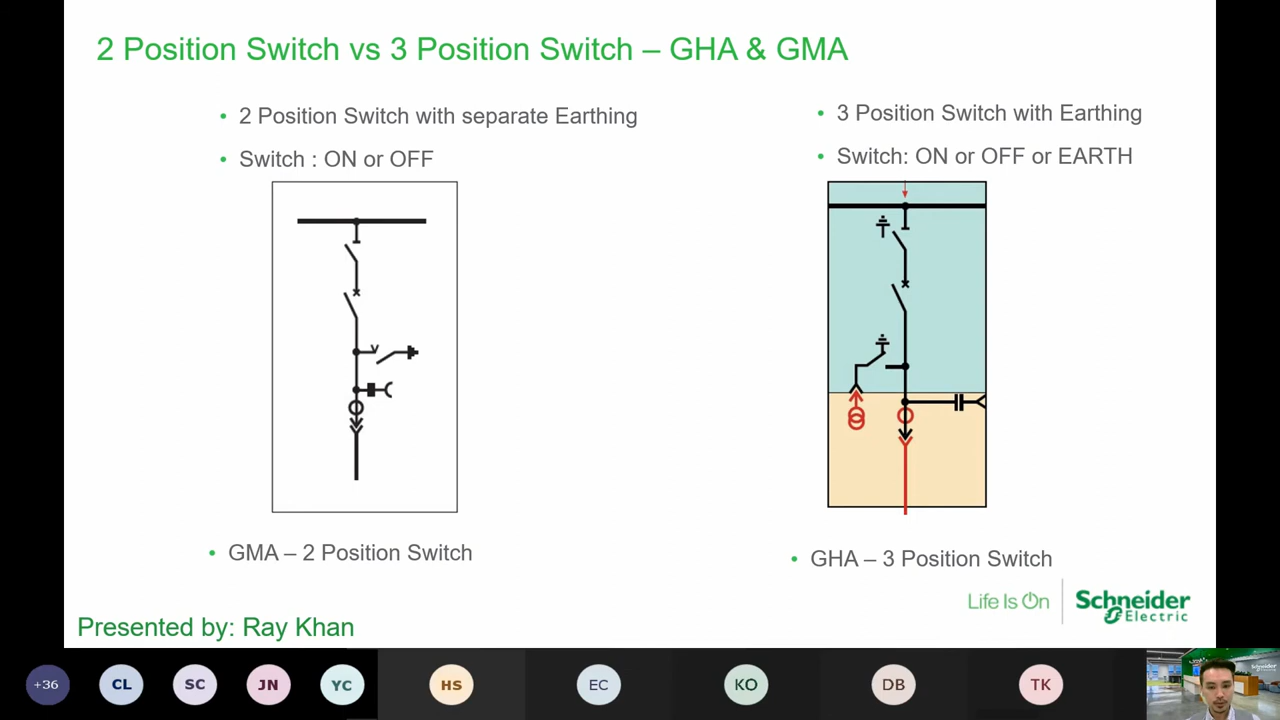 2 Position Switch vs 3 Position Switch – GHA & GMA
• 2 Position Switch with separate Earthing
• Switch : ON or OFF
• 3 Position Switch with Earthing
• Switch: ON or OFF or EARTH
• GMA – 2 Position Switch
• GHA – 3 Position Switch
Life Is On
Schneider
Electric
Presented by: Ray Khan
+36
CL
SC
JN
YC
HS
EC
KO
DB
TK